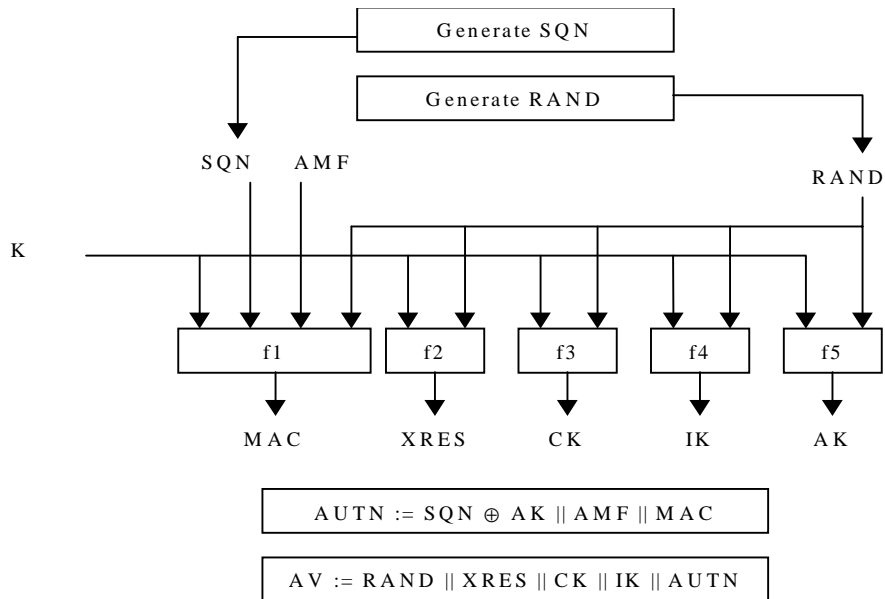 Generate SQN
Generate RAND
SQN AMF
RAND
K
f1 f2 f3 f4 f5
MAC XRES CK IK AK
AUTN := SQN ⊕ AK || AMF || MAC
AV := RAND || XRES || CK || IK || AUTN